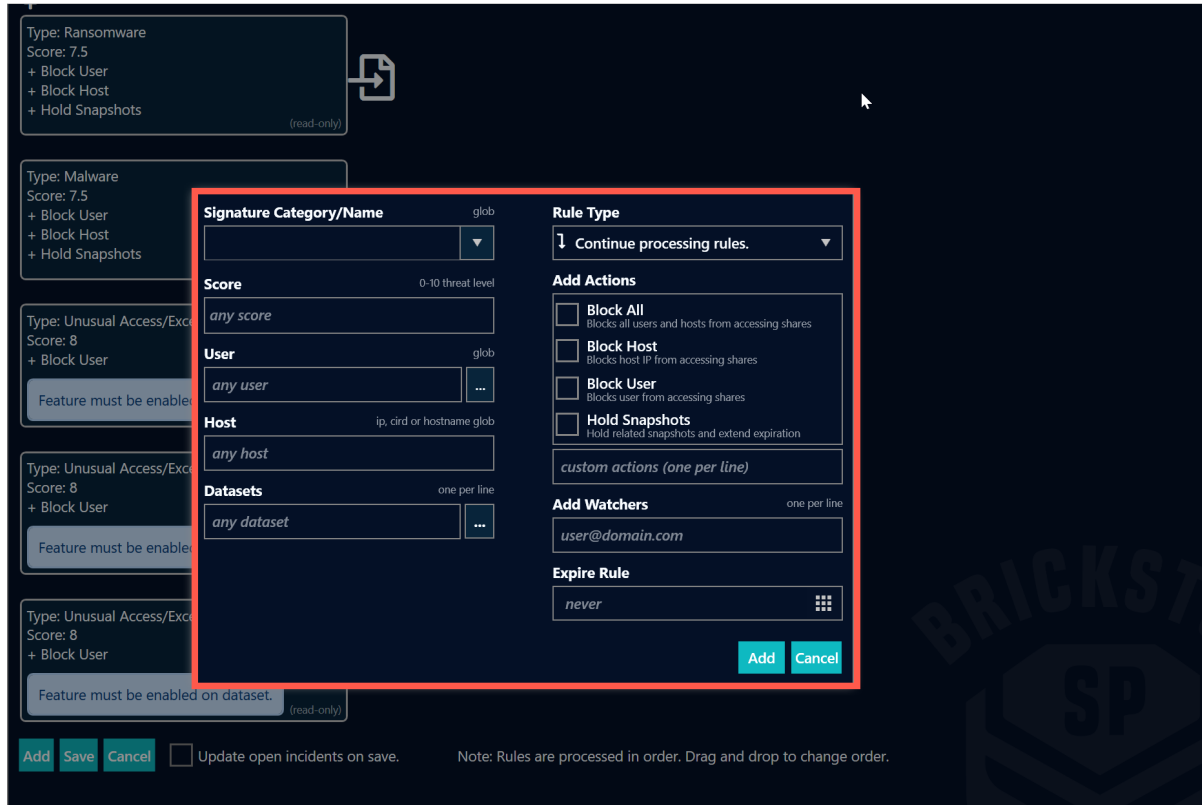 Type: Ransomware
Score: 7.5
+ Block User
+ Block Host
+ Hold Snapshots
(read-only)
Type: Malware
Score: 7.5
+ Block User
+ Block Host
+ Hold Snapshots
Type: Unusual Access/Exce
Score: 8
+ Block User
Feature must be enable
Type: Unusual Access/Exce
Score: 8
+ Block User
Feature must be enable
Type: Unusual Access/Exce
Score: 8
+ Block User
Feature must be enabled on dataset.
(read-only)
Signature Category/Name glob
Score 0-10 threat level
any score
User glob
any user
...
Host ip, cird or hostname glob
any host
Datasets one per line
any dataset
...
Rule Type
Continue processing rules.
Add Actions
Block All
Blocks all users and hosts from accessing shares
Block Host
Blocks host IP from accessing shares
Block User
Blocks user from accessing shares
Hold Snapshots
Hold related snapshots and extend expiration
custom actions (one per line)
Add Watchers one per line
user@domain.com
Expire Rule
never
Add Cancel
Add Save Cancel Update open incidents on save. Note: Rules are processed in order. Drag and drop to change order.
BRICKST
SP